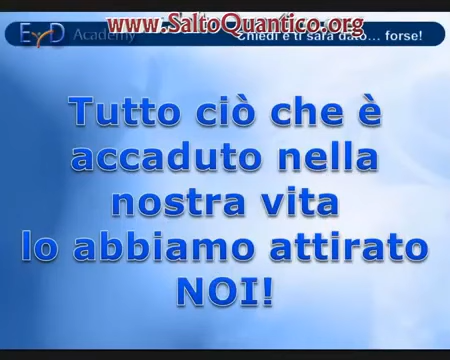 www.SaltoQuantico.org
EYD Academy Chiedi e ti sarà dato... forse!
Tutto ciò che è
accaduto nella
nostra vita
lo abbiamo attirato
NOI!